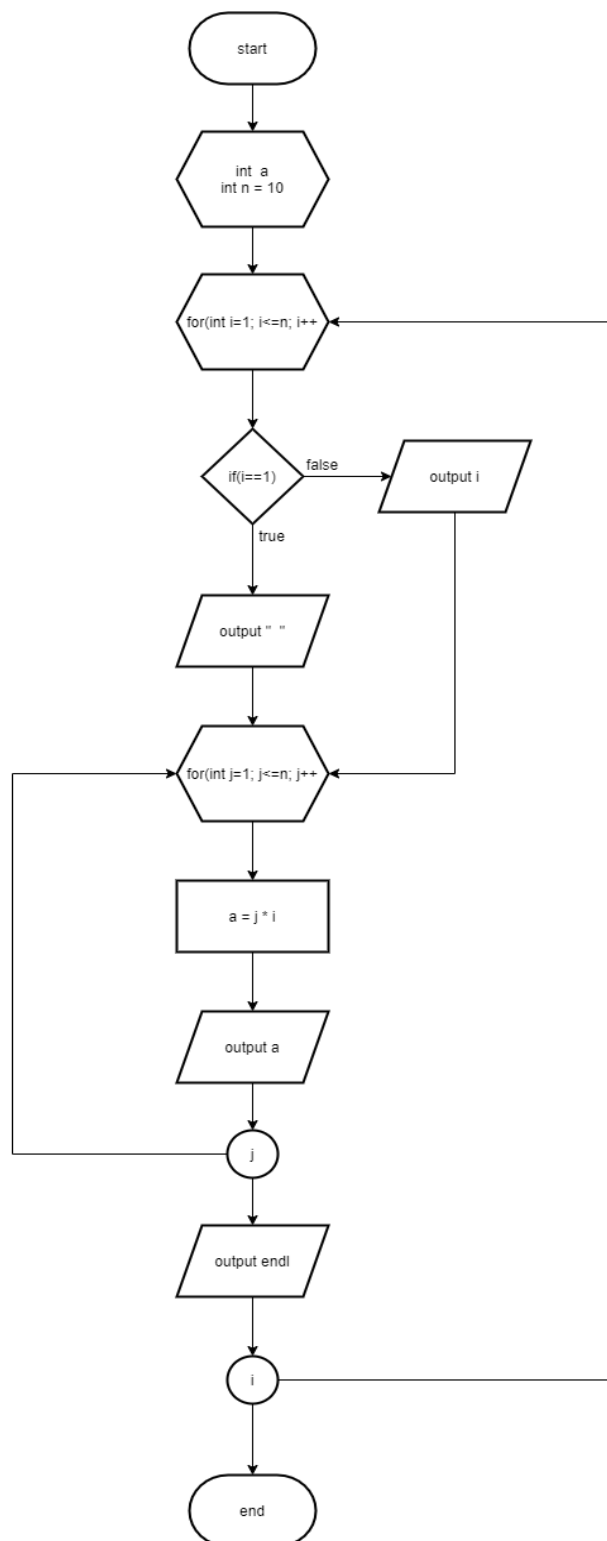 start
int a
int n = 10
for(int i=1; i<=n; i++
if(i==1)
false
output i
true
output " "
for(int j=1; j<=n; j++
a = j * i
output a
j
output endl
i
end